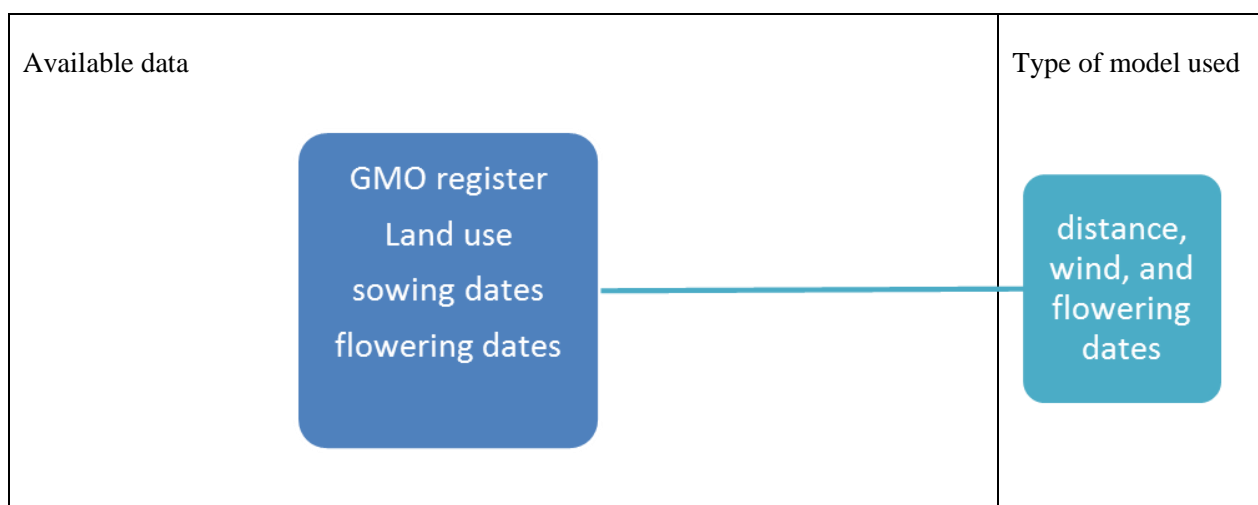 Available data
Type of model used
GMO register
Land use
sowing dates
flowering dates
distance,
wind, and
flowering
dates